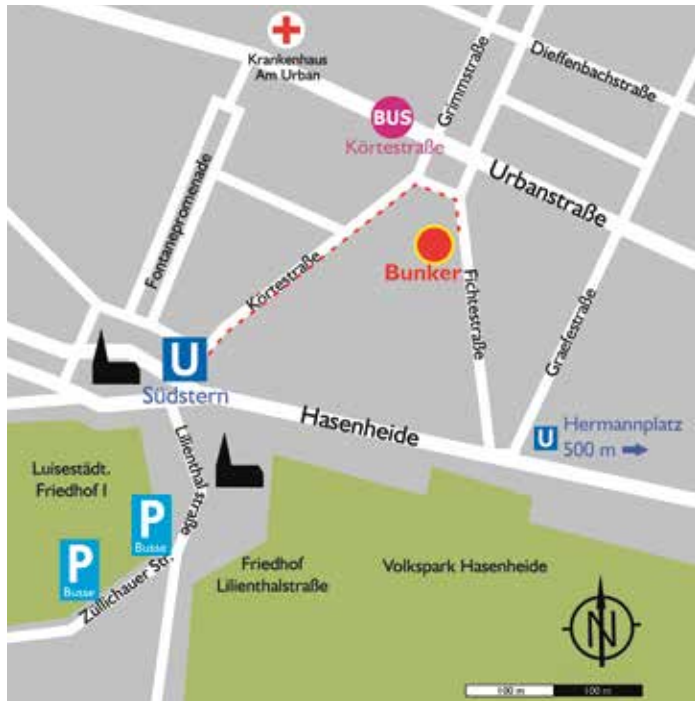 Krankenhaus
Am Urban
Grimmstraße
Dieffenbachstraße
BUS
Körtestraße
Urbanstraße
Fontanepromenade
Körtestraße
Bunker
Fichtestraße
Graefestraße
U
Südstern
Hasenheide
U
Hermannplatz
500 m
Lilienthalstraße
Luisestädt.
Friedhof I
P
Busse
P
Busse
Züllichauer Str.
Friedhof
Lilienthalstraße
Volkspark Hasenheide
N
100 m
100 m